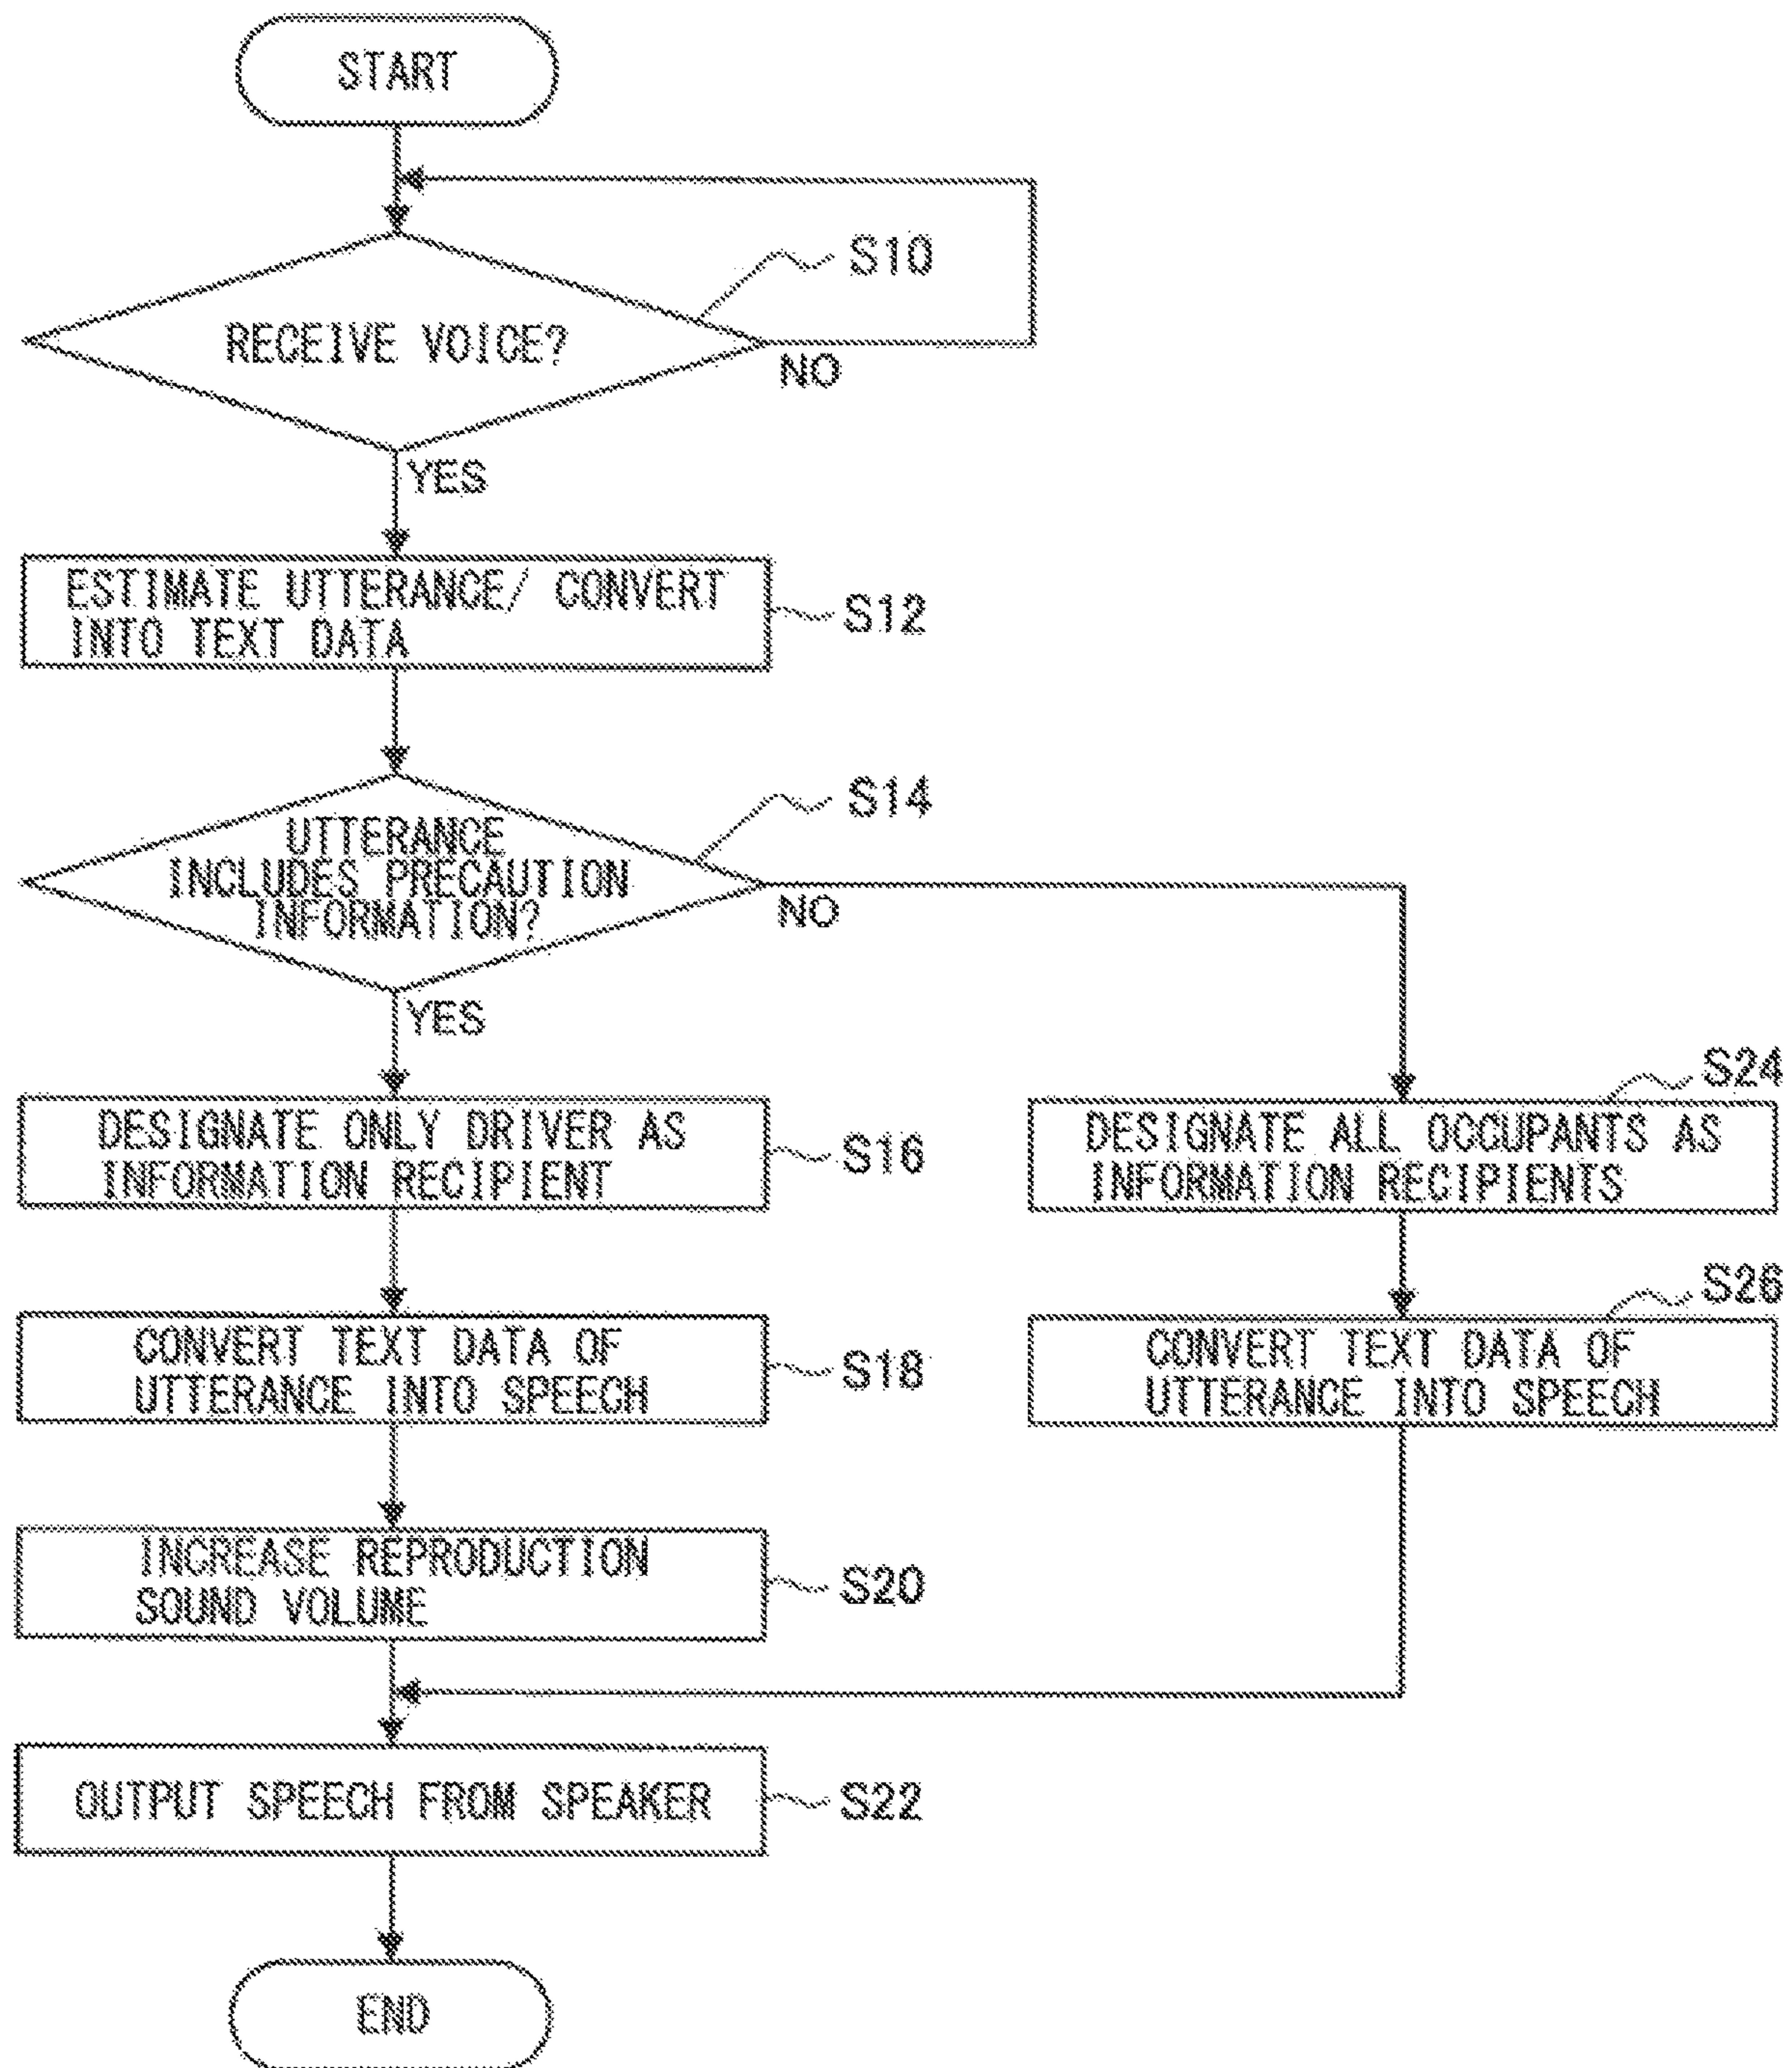 START
S10
RECEIVE VOICE?
NO
YES
ESTIMATE UTTERANCE/ CONVERT
INTO TEXT DATA
S12
S14
UTTERANCE
INCLUDES PRECAUTION
INFORMATION?
NO
YES
DESIGNATE ONLY DRIVER AS
INFORMATION RECIPIENT
S16
S24
DESIGNATE ALL OCCUPANTS AS
INFORMATION RECIPIENTS
CONVERT TEXT DATA OF
UTTERANCE INTO SPEECH
S18
S26
CONVERT TEXT DATA OF
UTTERANCE INTO SPEECH
INCREASE REPRODUCTION
SOUND VOLUME
S20
OUTPUT SPEECH FROM SPEAKER
S22
END